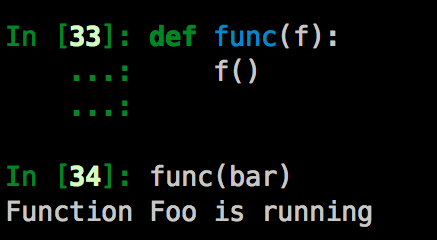 In [33]: def func(f):
    ...:     f()
    ...:
In [34]: func(bar)
Function Foo is running